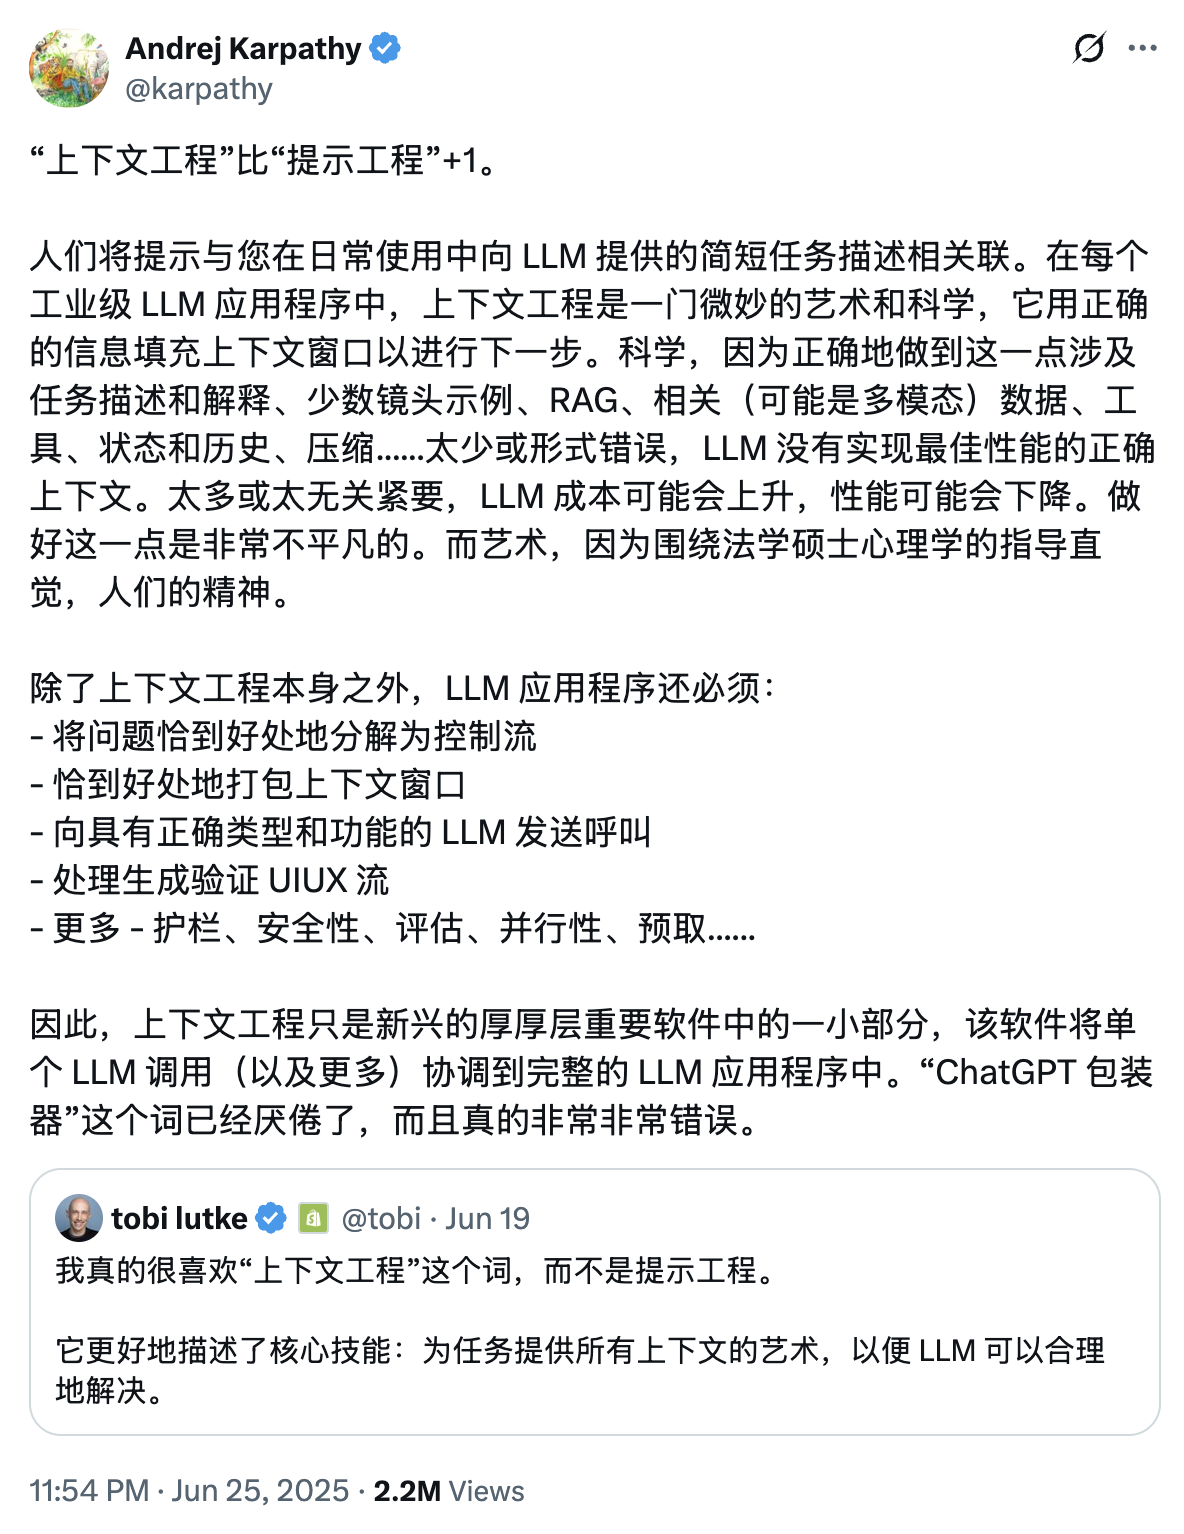 Andrej Karpathy
@karpathy
“上下文工程”比“提示工程”+1。
人们将提示与您在日常使用中向 LLM 提供的简短任务描述相关联。在每个
工业级 LLM 应用程序中，上下文工程是一门微妙的艺术和科学，它用正确
的信息填充上下文窗口以进行下一步。科学，因为正确地做到这一点涉及
任务描述和解释、少数镜头示例、RAG、相关（可能是多模态）数据、工
具、状态和历史、压缩......太少或形式错误，LLM 没有实现最佳性能的正确
上下文。太多或太无关紧要，LLM 成本可能会上升，性能可能会下降。做
好这一点是非常不平凡的。而艺术，因为围绕法学硕士心理学的指导直
觉，人们的精神。
除了上下文工程本身之外，LLM 应用程序还必须：
- 将问题恰到好处地分解为控制流
- 恰到好处地打包上下文窗口
- 向具有正确类型和功能的 LLM 发送呼叫
- 处理生成验证 UIUX 流
- 更多 - 护栏、安全性、评估、并行性、预取......
因此，上下文工程只是新兴的厚厚层重要软件中的一小部分，该软件将单
个 LLM 调用（以及更多）协调到完整的 LLM 应用程序中。“ChatGPT 包装
器”这个词已经厌倦了，而且真的非常非常错误。
tobi lutke @tobi · Jun 19
我真的很喜欢“上下文工程”这个词，而不是提示工程。
它更好地描述了核心技能：为任务提供所有上下文的艺术，以便 LLM 可以合理
地解决。
11:54 PM · Jun 25, 2025 · 2.2M Views